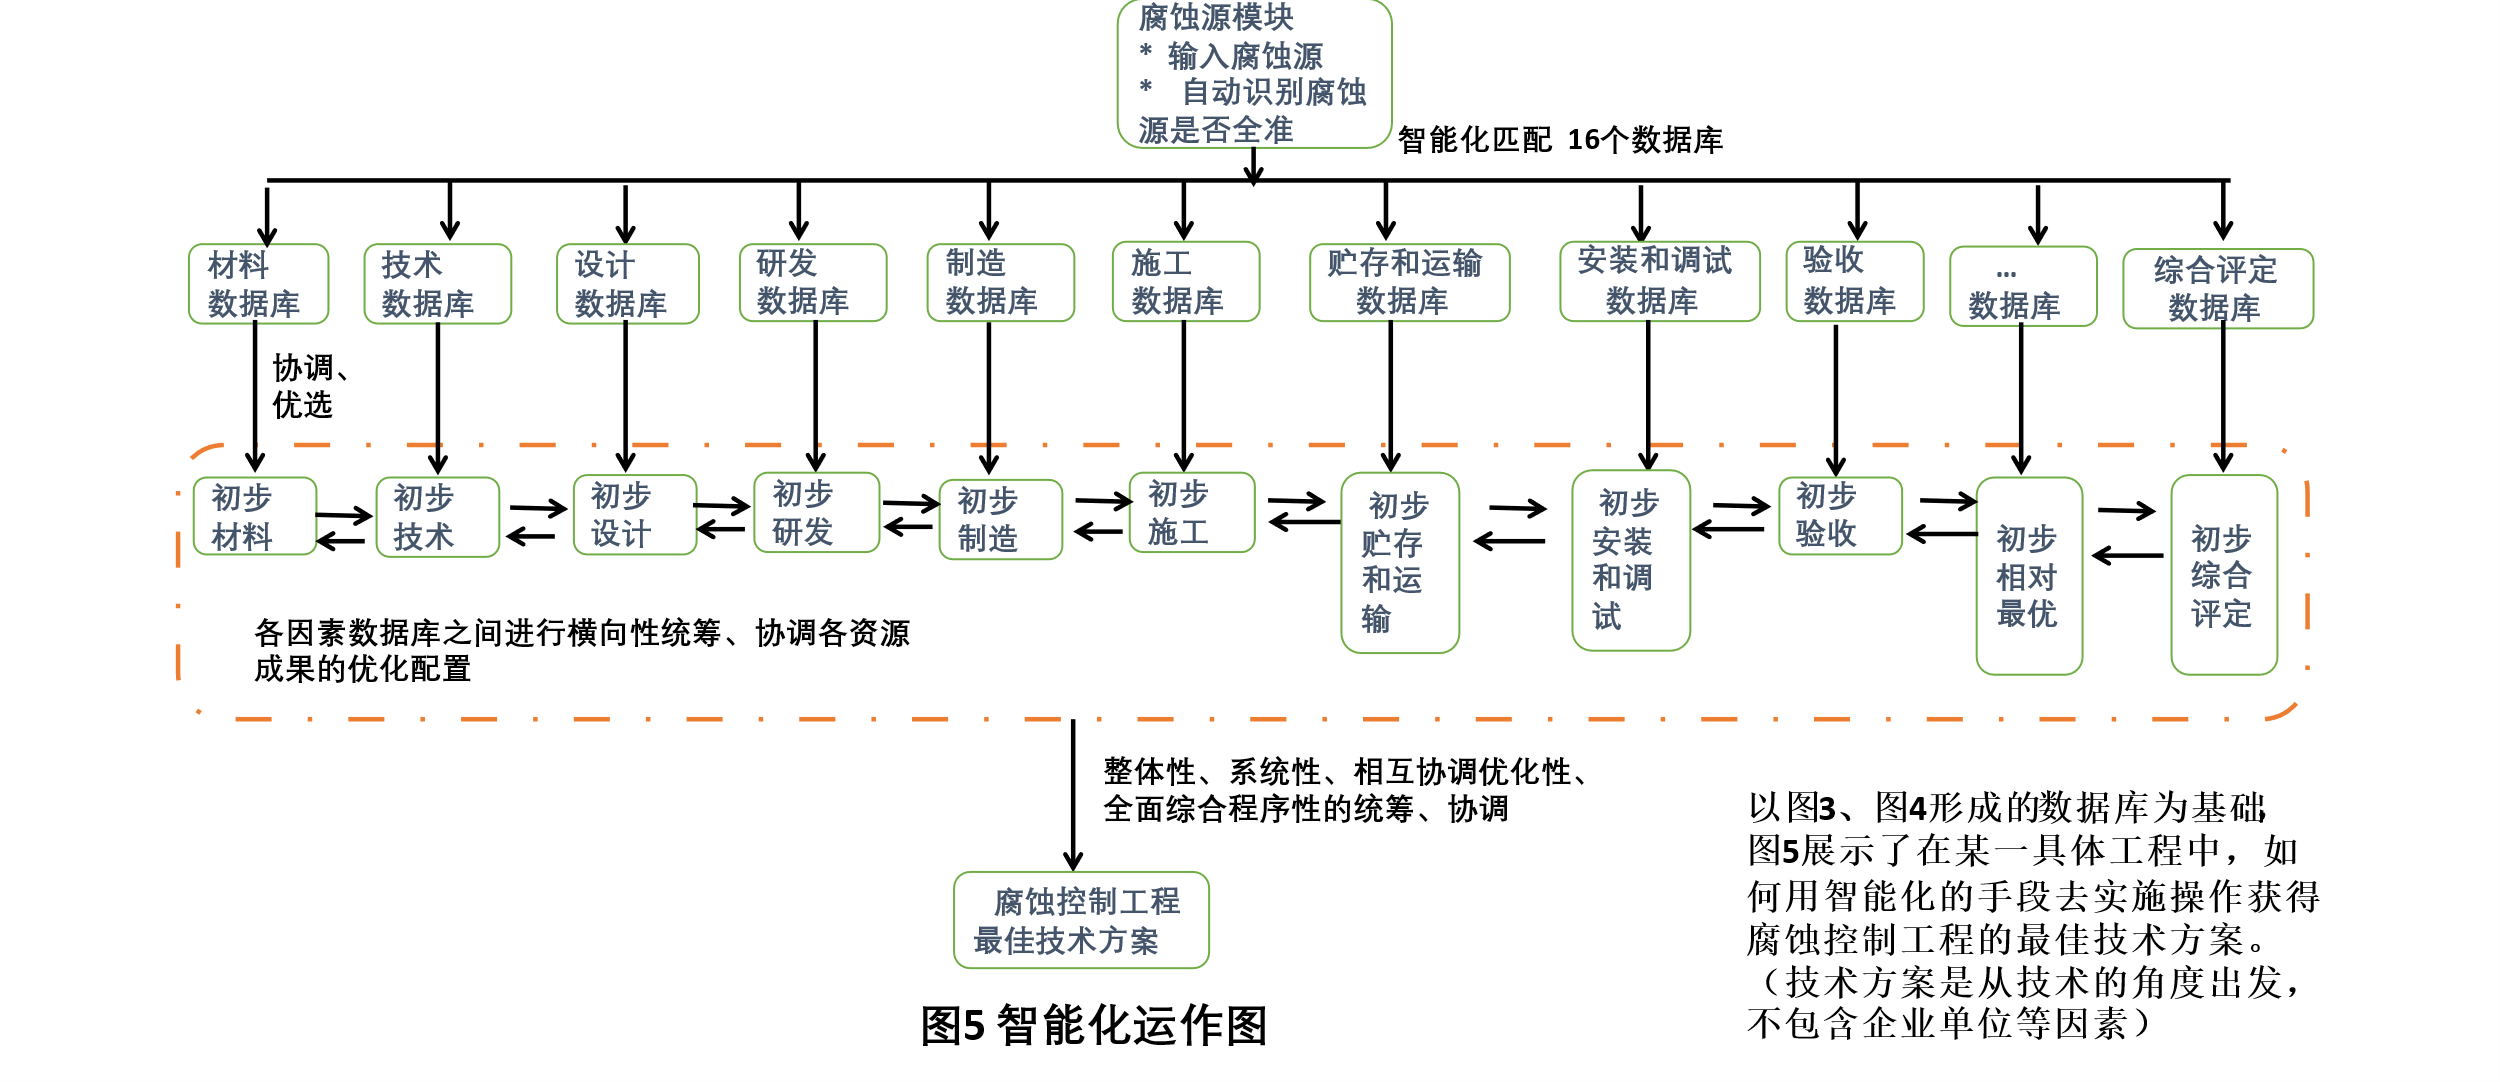 腐蚀源模块
* 输入腐蚀源
* 自动识别腐蚀
源是否全准
智能化匹配 16个数据库
材料
数据库
技术
数据库
设计
数据库
研发
数据库
制造
数据库
施工
数据库
贮存和运输
数据库
安装和调试
数据库
验收
数据库
...
数据库
综合评定
数据库
协调、
优选
初步
材料
初步
技术
初步
设计
初步
研发
初步
制造
初步
施工
初步
贮存
和运
输
初步
安装
和调
试
初步
验收
初步
相对
最优
初步
综合
评定
各因素数据库之间进行横向性统筹、协调各资源
成果的优化配置
整体性、系统性、相互协调优化性、
全面综合程序性的统筹、协调
腐蚀控制工程
最佳技术方案
以图3、图4形成的数据库为基础,
图5展示了在某一具体工程中，如
何用智能化的手段去实施操作获得
腐蚀控制工程的最佳技术方案。
（技术方案是从技术的角度出发，
不包含企业单位等因素）
图5 智能化运作图